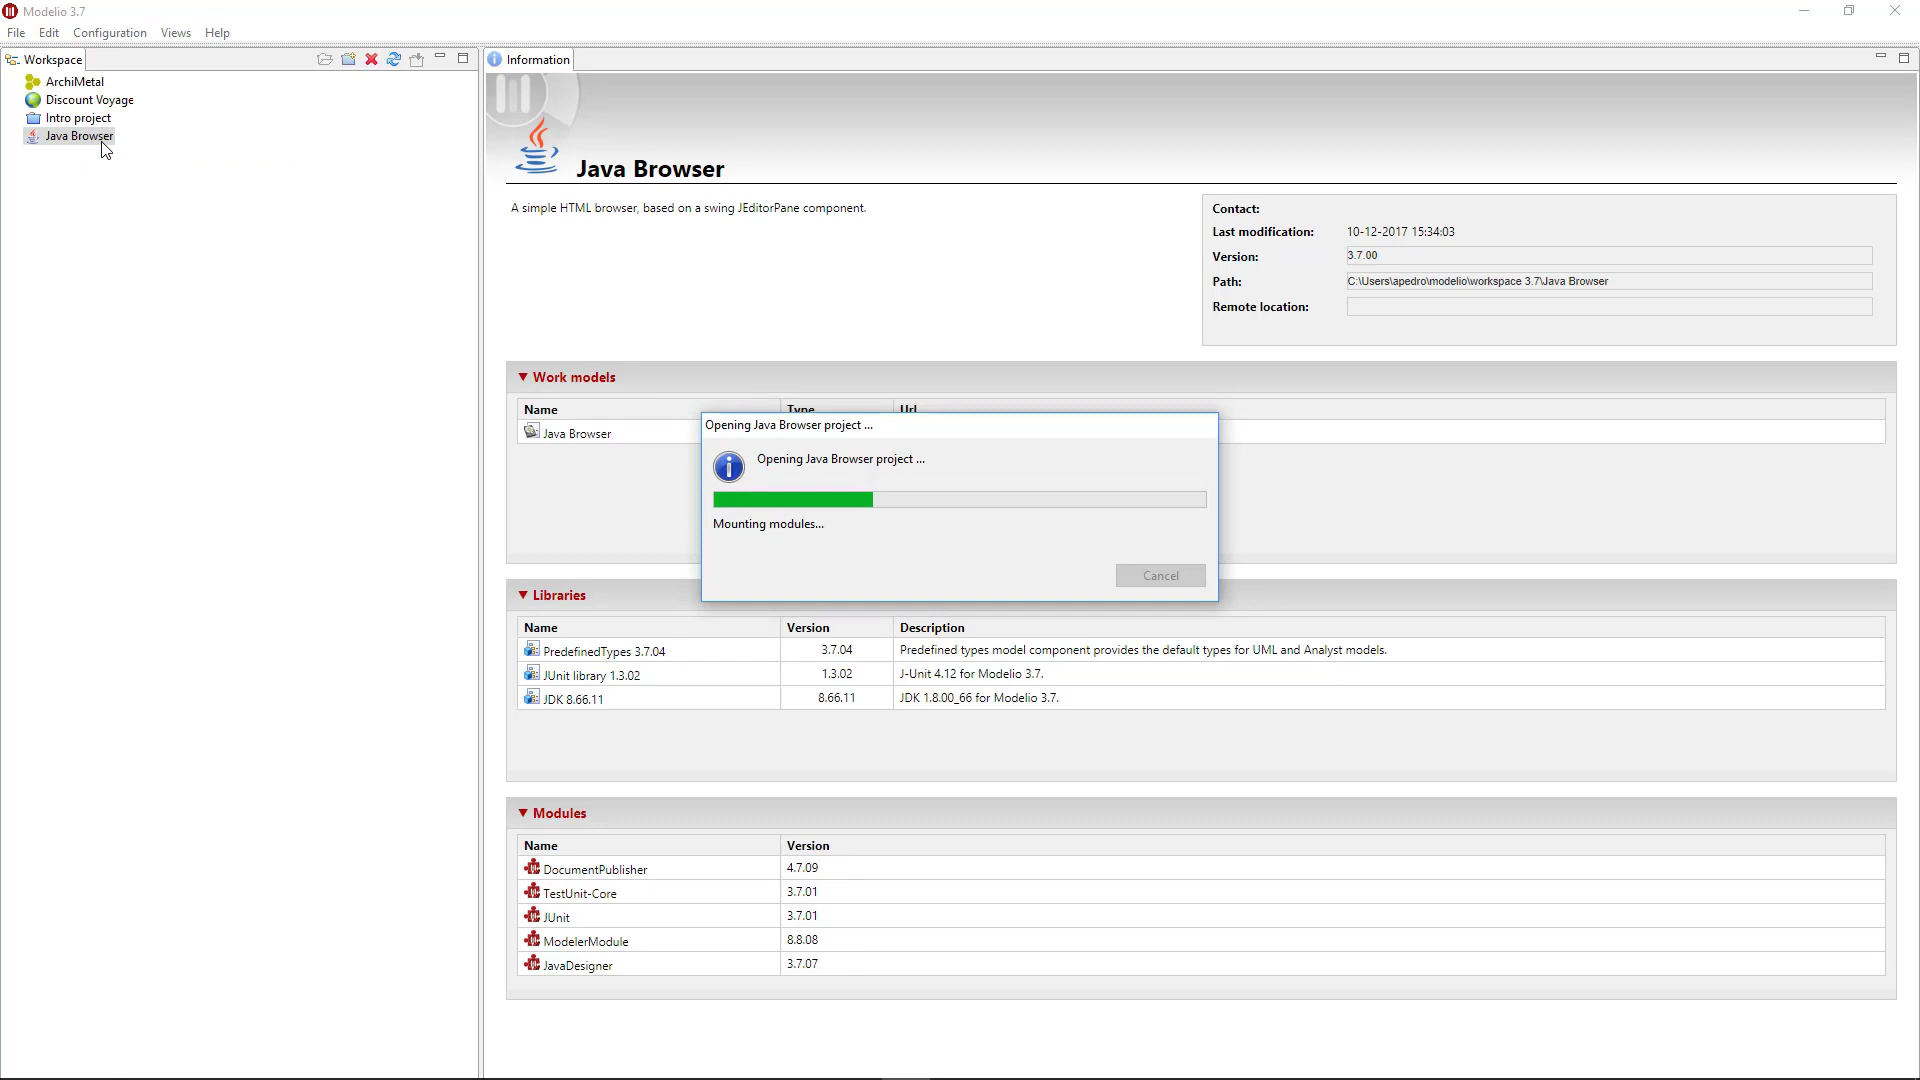 Modelio 3.7
File Edit Configuration Views Help
Workspace
Information
ArchiMetal
Discount Voyage
Intro project
Java Browser
Java Browser
A simple HTML browser, based on a swing JEditorPane component.
Contact:
Last modification: 10-12-2017 15:34:03
Version: 3.7.00
Path: C:\Users\apedro\modelio\workspace 3.7\Java Browser
Remote location:
Work models
Name Type Url
Java Browser
Opening Java Browser project ...
Opening Java Browser project ...
Mounting modules...
Cancel
Libraries
Name Version Description
PredefinedTypes 3.7.04 3.7.04 Predefined types model component provides the default types for UML and Analyst models.
JUnit library 1.3.02 1.3.02 J-Unit 4.12 for Modelio 3.7.
JDK 8.66.11 8.66.11 JDK 1.8.00_66 for Modelio 3.7.
Modules
Name Version
DocumentPublisher 4.7.09
TestUnit-Core 3.7.01
JUnit 3.7.01
ModelerModule 8.8.08
JavaDesigner 3.7.07